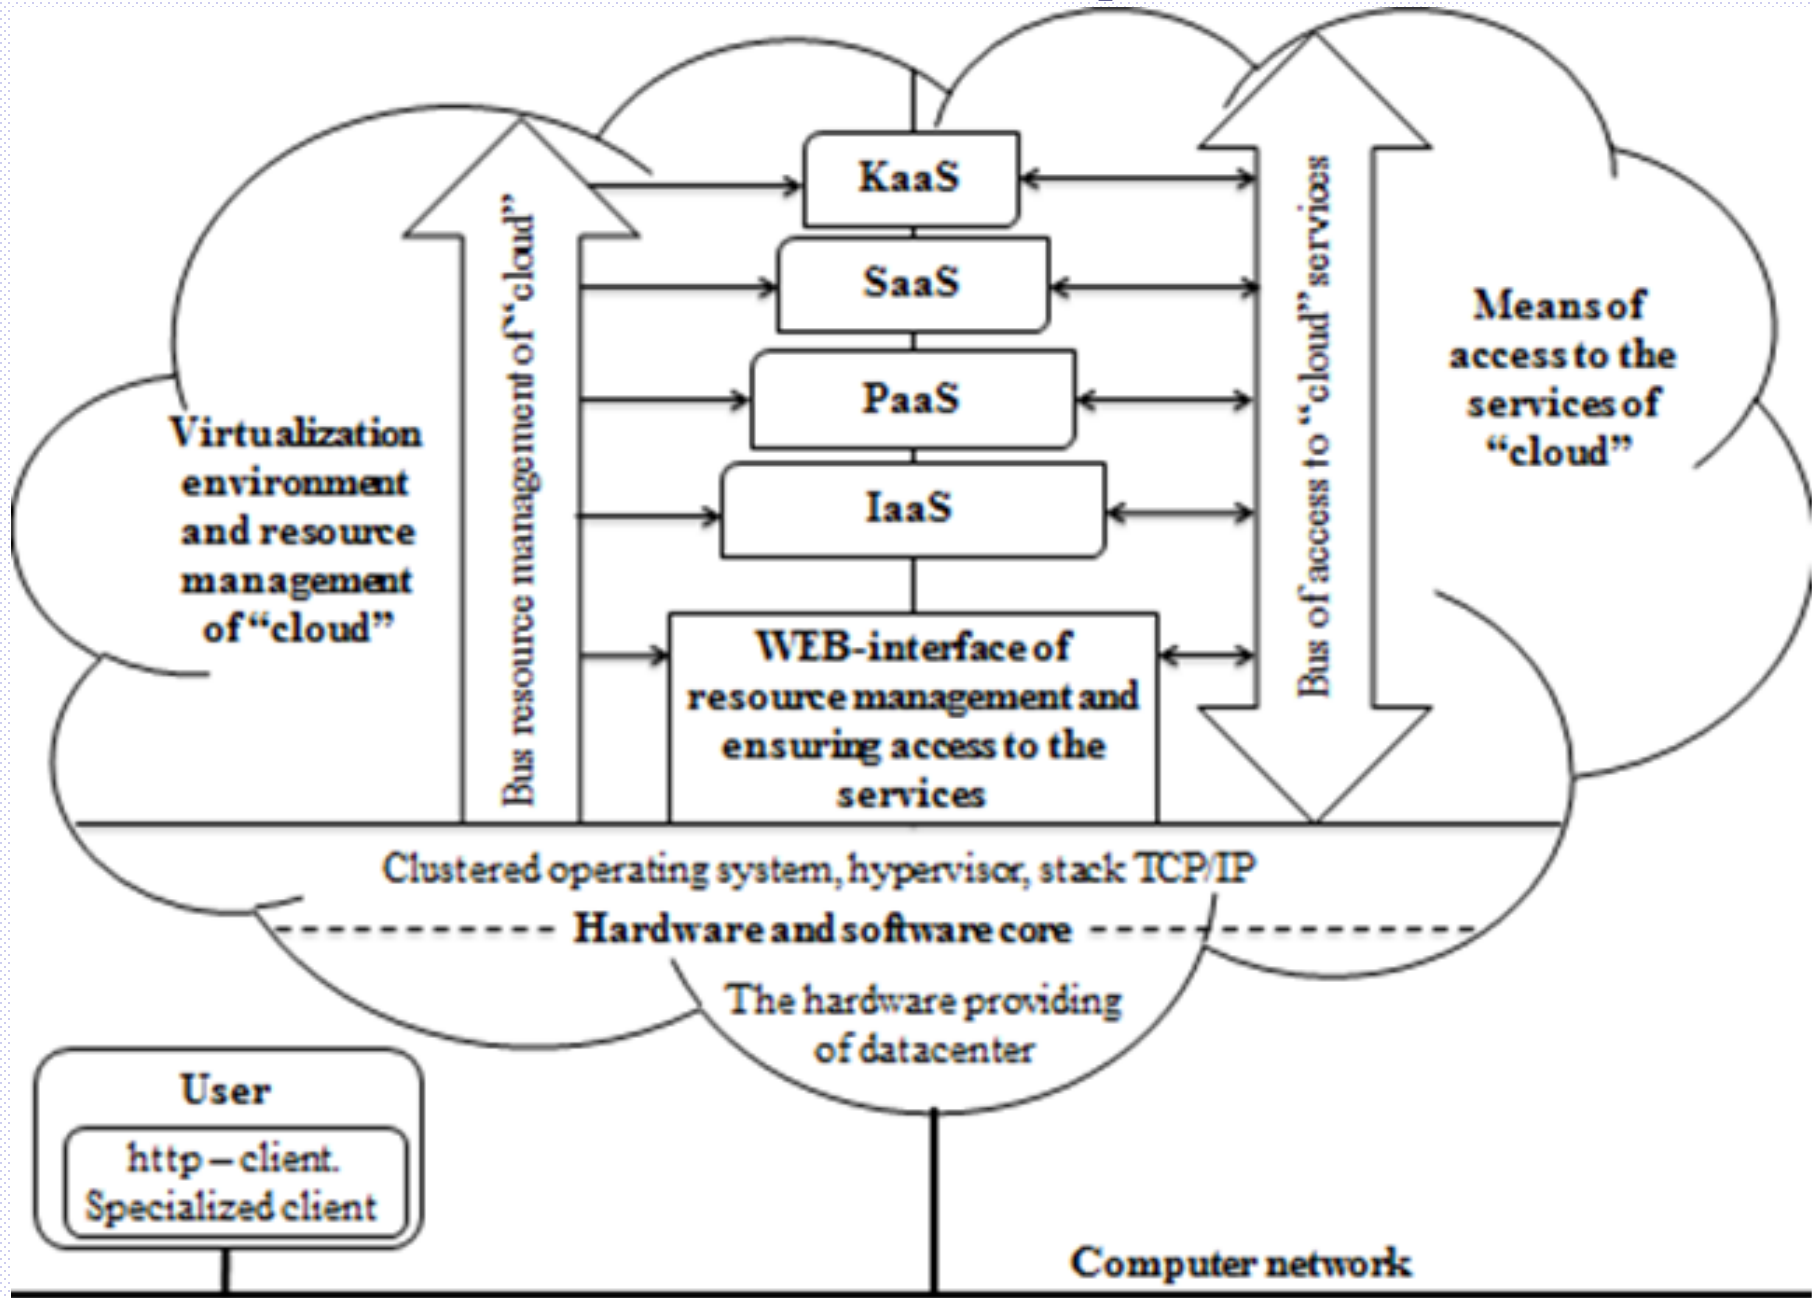 KaaS
SaaS
PaaS
IaaS
WEB-interface of
resource management and
ensuring access to the
services
Bus resource management of “cloud”
Bus of access to “cloud” services
Virtualization
environment
and resource
management
of “cloud”
Means of
access to the
services of
“cloud”
Clustered operating system, hypervisor, stack TCP/IP
Hardware and software core
The hardware providing
of datacenter
User
http – client.
Specialized client
Computer network